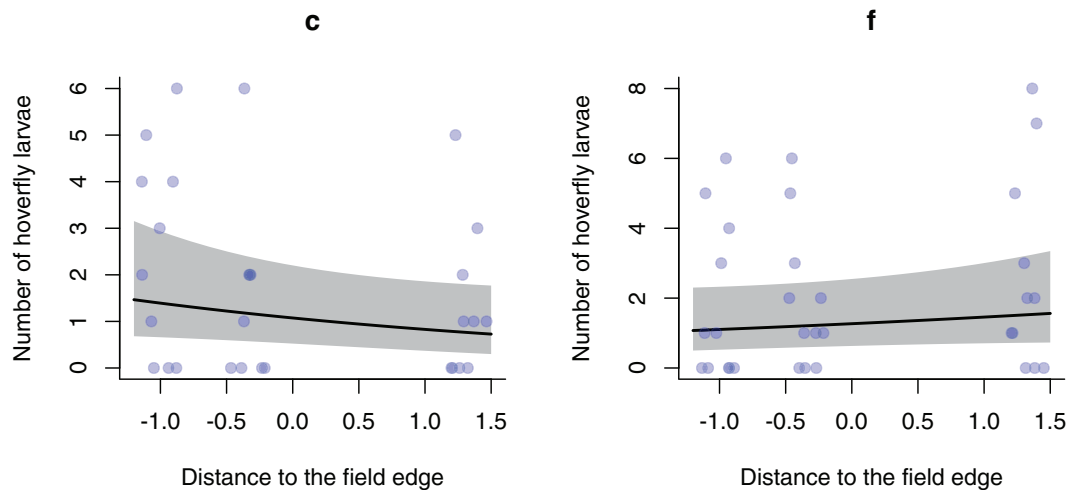 c
Number of hoverfly larvae
6
5
4
3
2
1
0
-1.0 -0.5 0.0 0.5 1.0 1.5
Distance to the field edge
f
Number of hoverfly larvae
8
6
4
2
0
-1.0 -0.5 0.0 0.5 1.0 1.5
Distance to the field edge